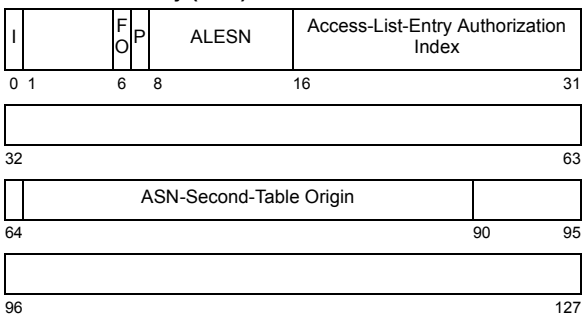 I
F
O
P
ALESN
Access-List-Entry Authorization
Index
0 1 6 8 16 31
32 63
ASN-Second-Table Origin
64 90 95
96 127